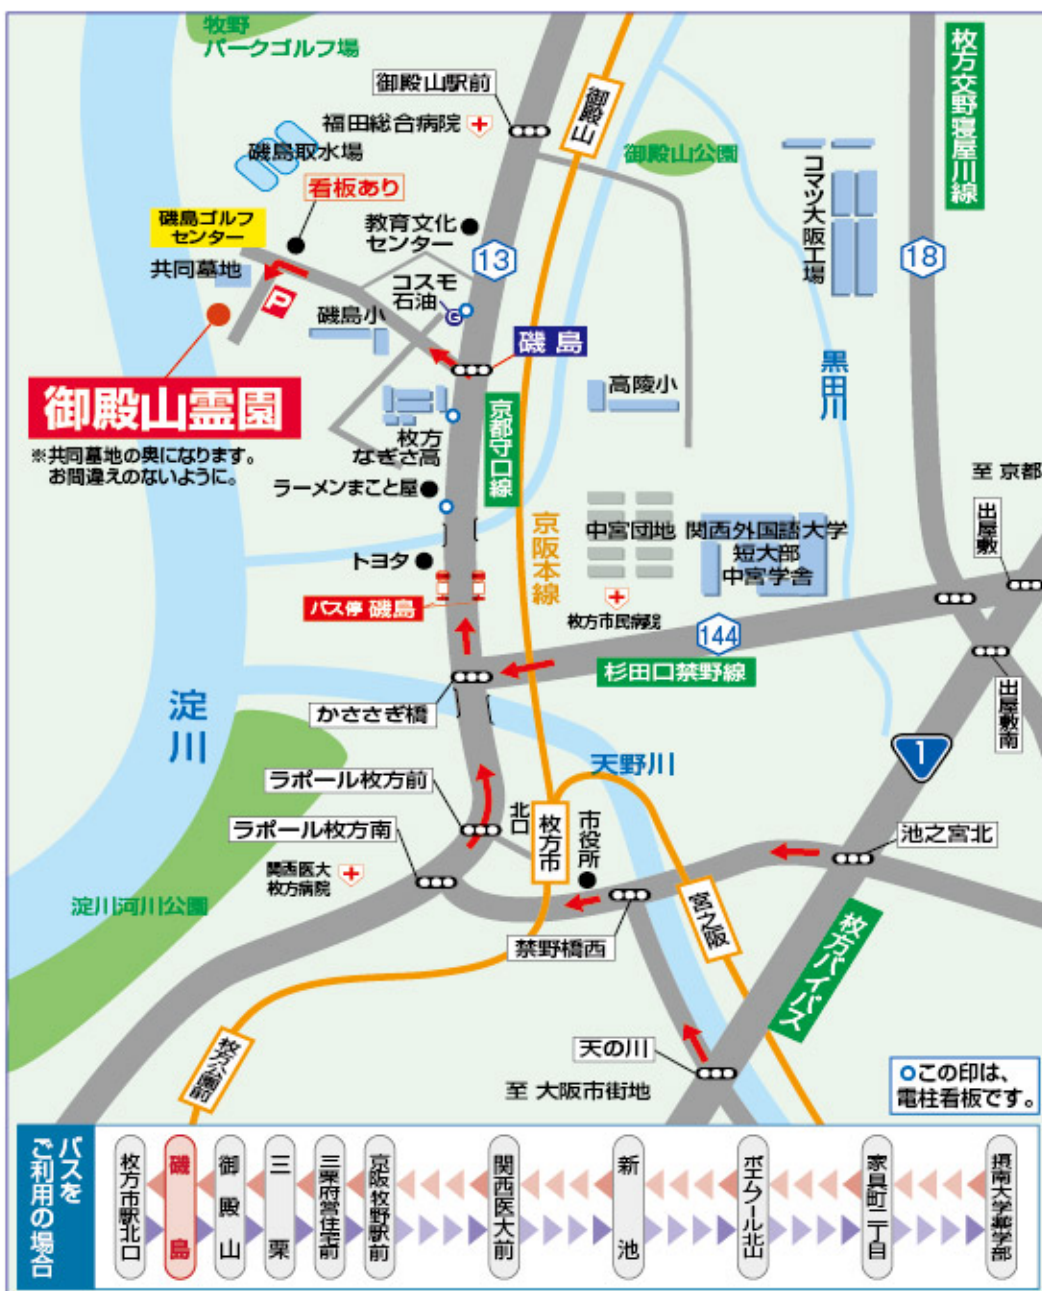 牧野
パークゴルフ場
御殿山駅前
福田総合病院
御殿山
枚方交野寝屋川線
磯島取水場
御殿山公園
看板あり
コマツ大阪工場
磯島ゴルフ
センター
教育文化
センター
13
18
共同墓地
コスモ
石油
G
P
磯島小
磯島
黒田川
高陵小
御殿山霊園
※共同墓地の奥になります。
お間違えのないように。
京都守口線
枚方
なぎさ高
至 京都
ラーメンまこと屋
出屋敷
京阪本線
中宮団地
関西外国語大学
短大部
中宮学舎
トヨタ
バス停 磯島
枚方市民病院
144
杉田口禁野線
出屋敷南
淀川
かささぎ橋
1
天野川
ラポール枚方前
北口
枚方市
市役所
ラポール枚方南
池之宮北
関西医大
枚方病院
淀川河川公園
宮之阪
禁野橋西
枚方バイパス
枚方公園前
天の川
至 大阪市街地
この印は、
電柱看板です。
バスを
ご利用の場合
枚方市駅北口
磯島
御殿山
三栗
三栗府営住宅前
京阪牧野駅前
関西医大前
新池
ポエムノール北山
家具町二丁目
摂南大学薬学部